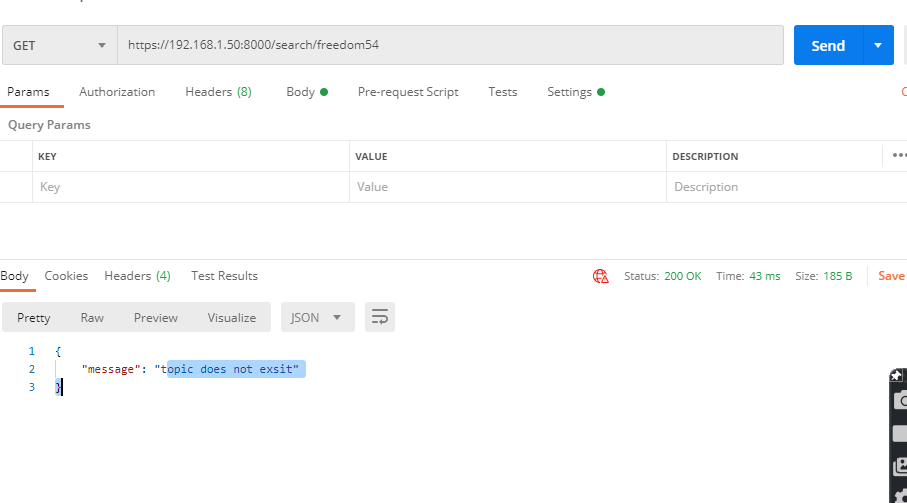 GET https://192.168.1.50:8000/search/freedom54 Send
Params Authorization Headers (8) Body Pre-request Script Tests Settings
Query Params
KEY VALUE DESCRIPTION
Key Value Description
Body Cookies Headers (4) Test Results Status: 200 OK Time: 43 ms Size: 185 B Save
Pretty Raw Preview Visualize JSON
1 {
2 "message": "topic does not exsit"
3 }